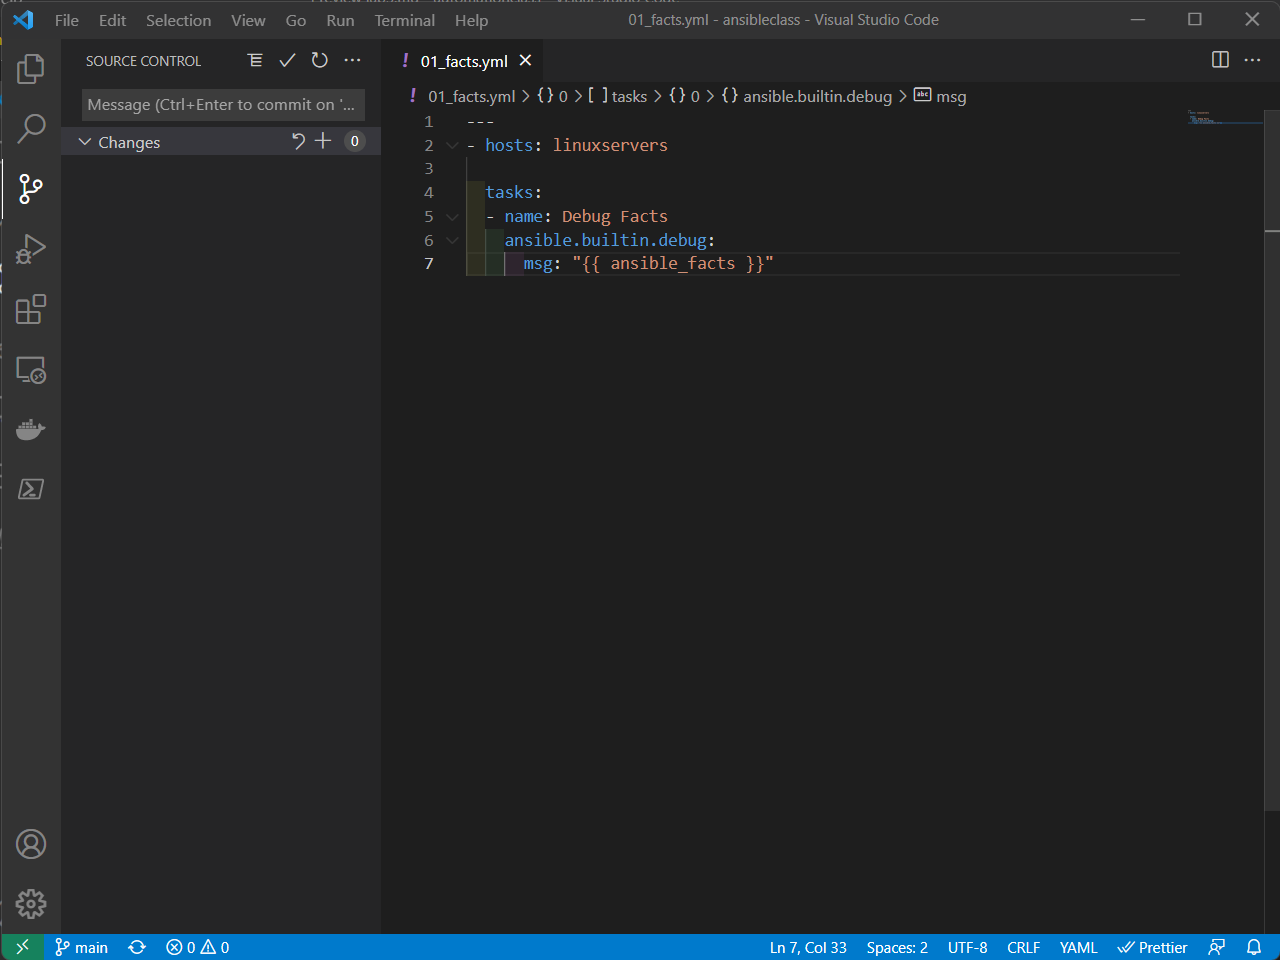 File Edit Selection View Go Run Terminal Help 01_facts.yml - ansibleclass - Visual Studio Code
SOURCE CONTROL
Message (Ctrl+Enter to commit on '...
Changes 0
01_facts.yml
01_facts.yml > {} 0 > [ ] tasks > {} 0 > {} ansible.builtin.debug > abc msg
1 ---
2 - hosts: linuxservers
3
4 tasks:
5 - name: Debug Facts
6 ansible.builtin.debug:
7 msg: "{{ ansible_facts }}"
main 0 0 Ln 7, Col 33 Spaces: 2 UTF-8 CRLF YAML Prettier